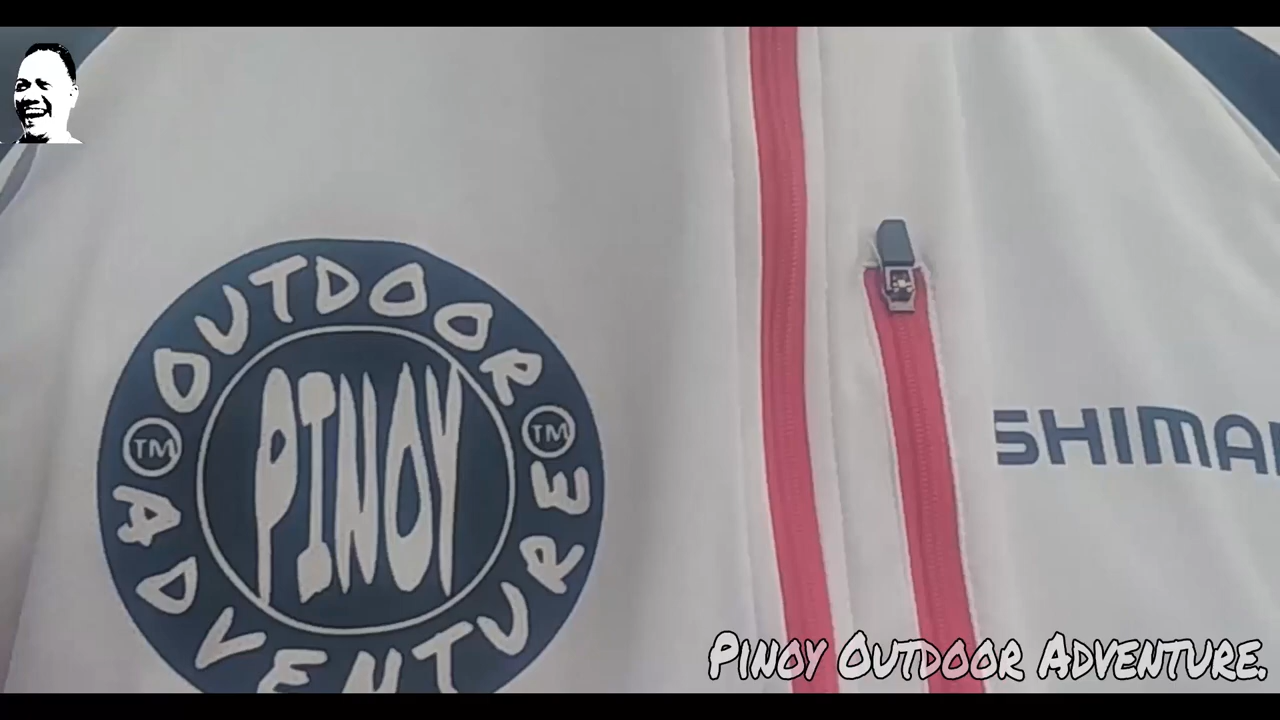 OUTDOOR
TM PINOY TM
ADVENTURE
SHIMA
PINOY OUTDOOR ADVENTURE.